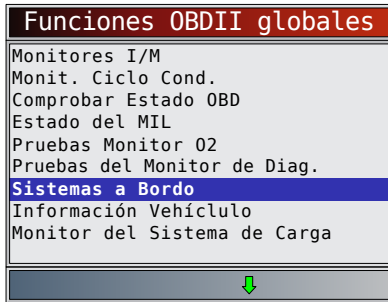 Funciones OBDII globales
Monitores I/M
Monit. Ciclo Cond.
Comprobar Estado OBD
Estado del MIL
Pruebas Monitor O2
Pruebas del Monitor de Diag.
Sistemas a Bordo
Información Vehíclulo
Monitor del Sistema de Carga